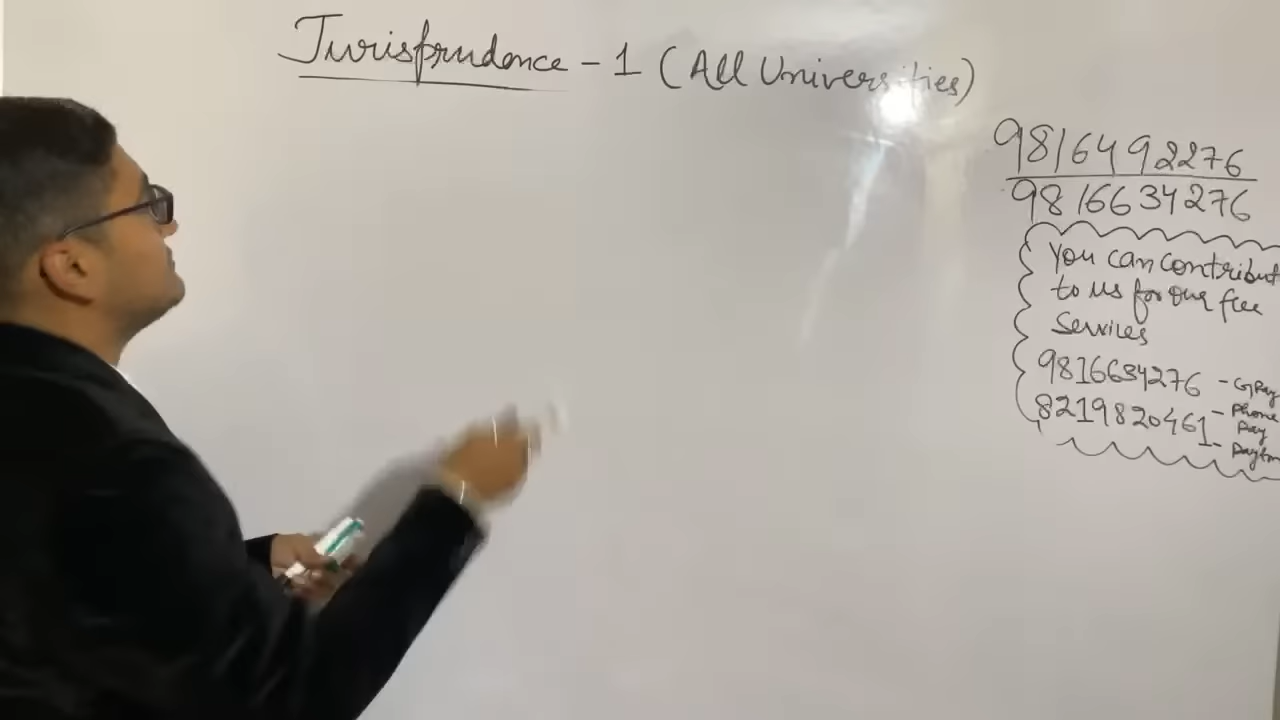 Jurisprudence - 1 (All Universities)
9816492276
9816634276
You can contribut
to us for our free
Services
9816634276 - GPay
8219820461 - Phone
Pay
- Paytm